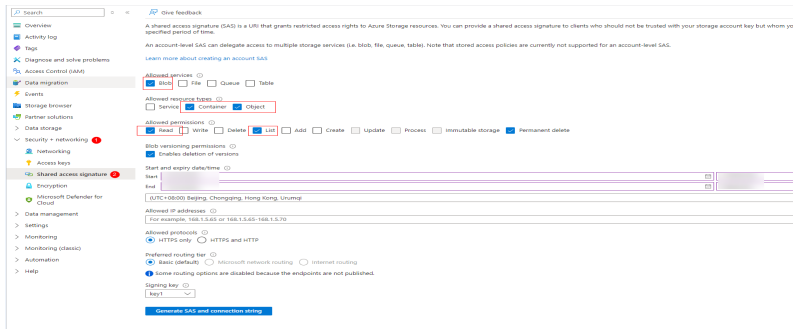 Search
Overview
Activity log
Tags
Diagnose and solve problems
Access Control (IAM)
Data migration
Events
Storage browser
Partner solutions
Data storage
Security + networking 1
Networking
Access keys
Shared access signature 2
Encryption
Microsoft Defender for
Cloud
Data management
Settings
Monitoring
Monitoring (classic)
Automation
Help
Give feedback
A shared access signature (SAS) is a URI that grants restricted access rights to Azure Storage resources. You can provide a shared access signature to clients who should not be trusted with your storage account key but whom yo
specified period of time.
An account-level SAS can delegate access to multiple storage services (i.e. blob, file, queue, table). Note that stored access policies are currently not supported for an account-level SAS.
Learn more about creating an account SAS
Allowed services
Blob File Queue Table
Allowed resource types
Service Container Object
Allowed permissions
Read Write Delete List Add Create Update Process Immutable storage Permanent delete
Blob versioning permissions
Enables deletion of versions
Start and expiry date/time
Start
End
(UTC+08:00) Beijing, Chongqing, Hong Kong, Urumqi
Allowed IP addresses
For example, 168.1.5.65 or 168.1.5.65-168.1.5.70
Allowed protocols
HTTPS only HTTPS and HTTP
Preferred routing tier
Basic (default) Microsoft network routing Internet routing
Some routing options are disabled because the endpoints are not published.
Signing key
key1
Generate SAS and connection string